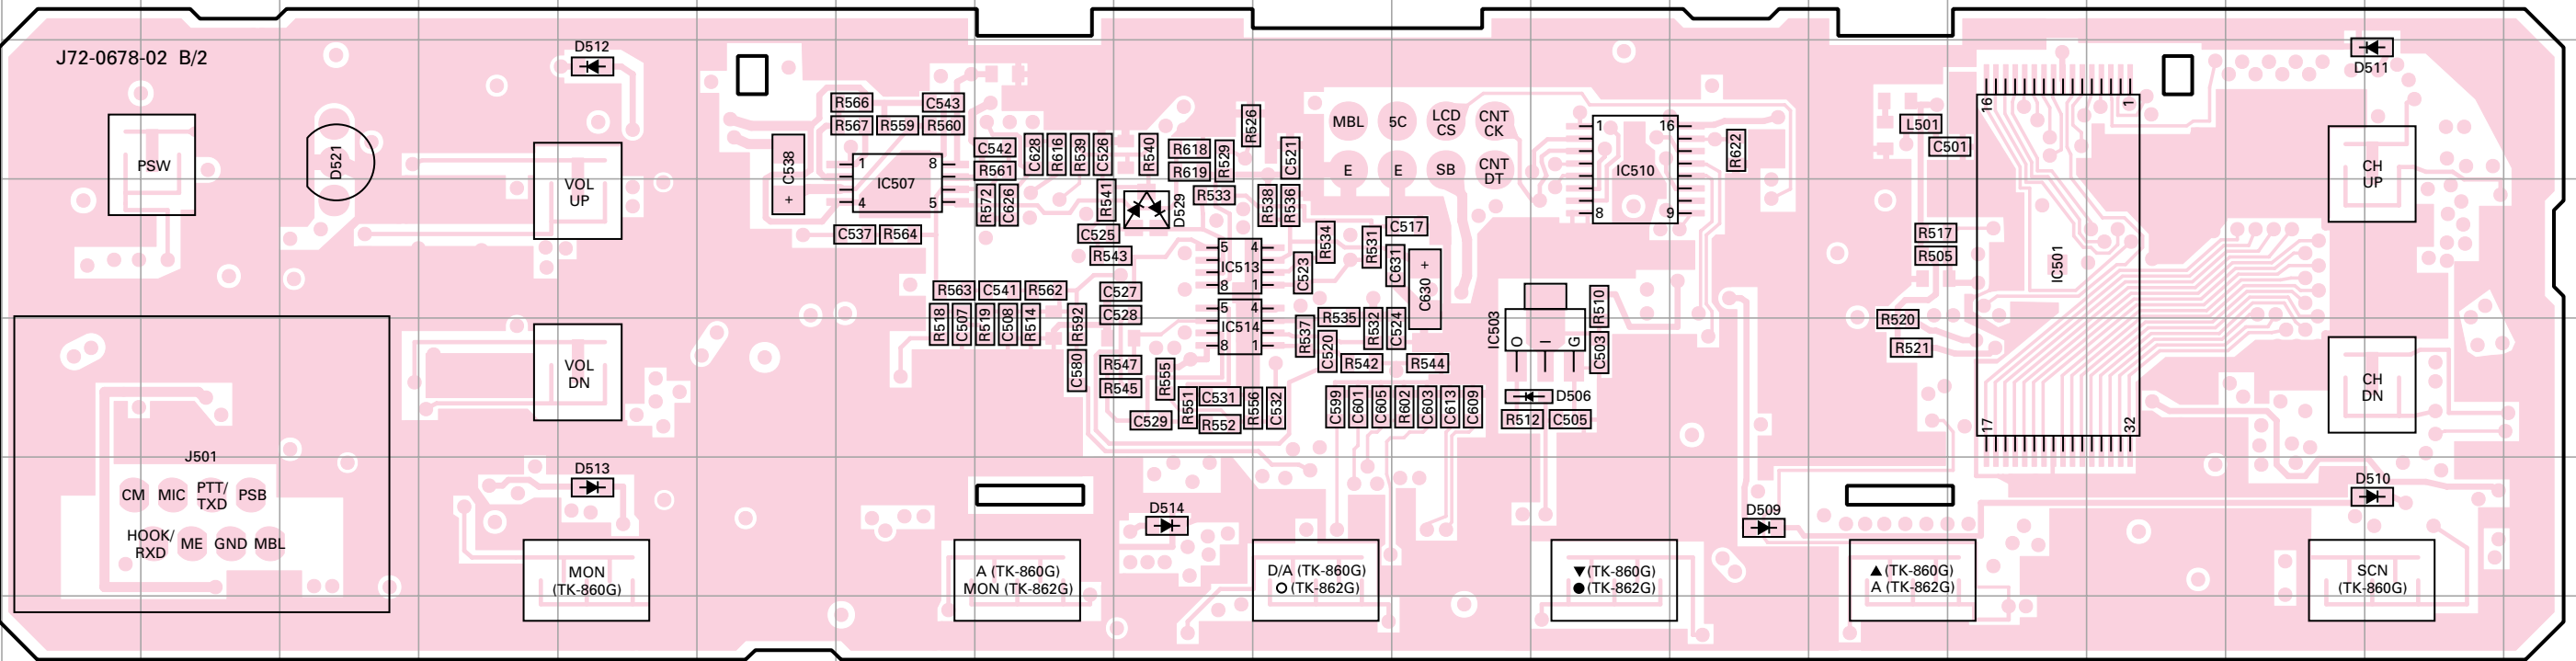 J72-0678-02 B/2
D512
D511
PSW
D521
VOL
UP
C538
+
R566
C543
R567
R559
R560
1
8
IC507
4
5
C537
R564
C542
R561
R572
C626
C628
R616
R539
C526
R540
R618
R619
R529
R526
C521
R541
D529
R533
R538
R536
C525
R543
MBL
5C
LCD
CS
CNT
CK
E
E
SB
CNT
DT
1
16
IC510
8
9
R622
L501
C501
16
1
IC501
17
32
CH
UP
R517
R505
R520
R521
5
4
IC513
8
1
5
4
IC514
8
1
C523
R534
R531
C517
C631
+
C630
R563
C541
R562
R518
C507
R519
C508
R514
R592
C580
C527
C528
R547
R545
R555
R551
C531
R552
R556
C532
C529
R537
R535
C520
R532
C524
R542
R544
C599
C601
C605
R602
C603
C613
C609
IC503
O
I
G
R510
C503
D506
R512
C505
VOL
DN
CH
DN
J501
CM
MIC
PTT/
TXD
PSB
HOOK/
RXD
ME
GND
MBL
D513
D514
D509
D510
MON
(TK-860G)
A (TK-860G)
MON (TK-862G)
D/A (TK-860G)
○ (TK-862G)
▼(TK-860G)
●(TK-862G)
▲(TK-860G)
A (TK-862G)
SCN
(TK-860G)